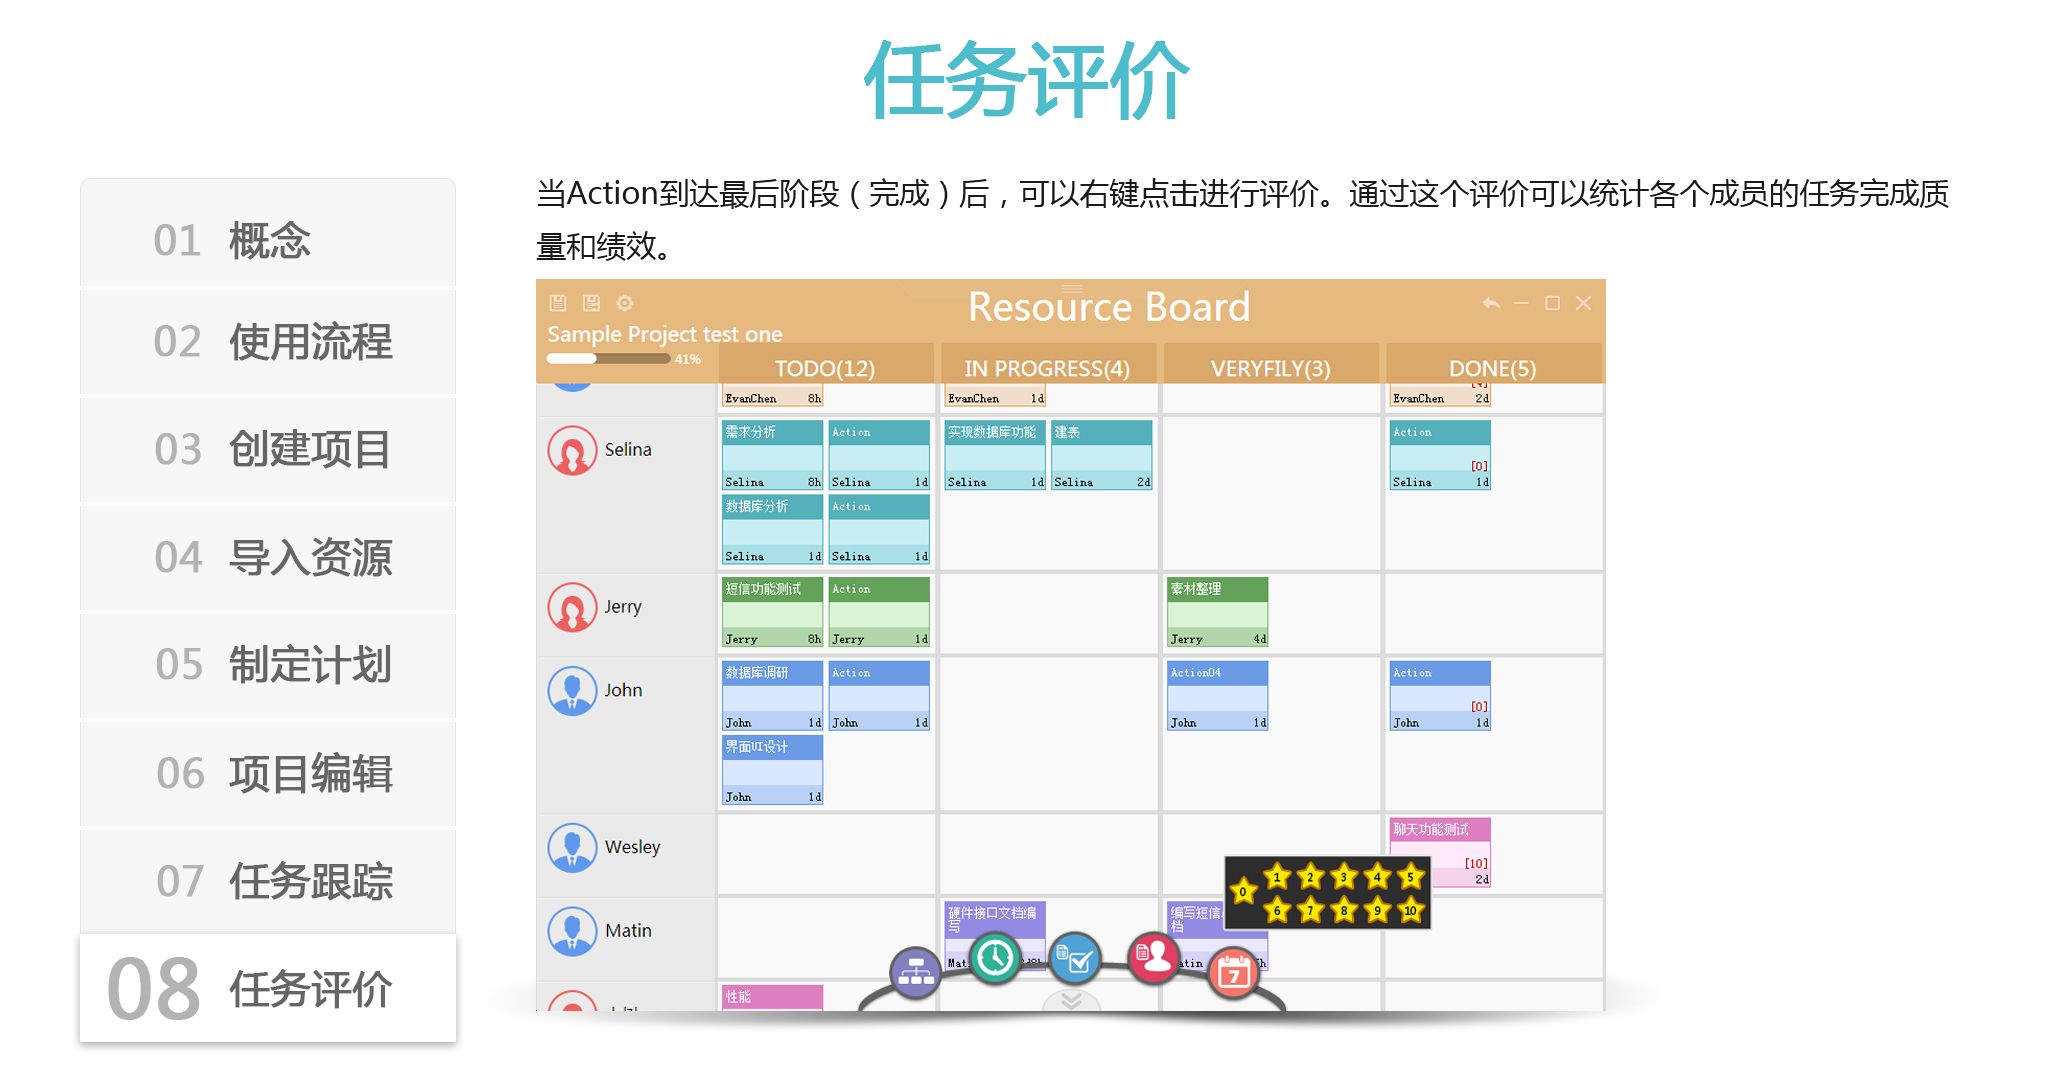 任务评价
01 概念
02 使用流程
03 创建项目
04 导入资源
05 制定计划
06 项目编辑
07 任务跟踪
08 任务评价
当Action到达最后阶段（完成）后，可以右键点击进行评价。通过这个评价可以统计各个成员的任务完成质
量和绩效。
Resource Board
Sample Project test one
41%
TODO(12) IN PROGRESS(4) VERYFILY(3) DONE(5)
EvanChen 8h EvanChen 1d EvanChen 2d
Selina
需求分析 Action 实现数据库功能 建表 Action
[0]
Selina 8h Selina 1d Selina 1d Selina 2d Selina 1d
数据库分析 Action
Selina 1d Selina 1d
Jerry
短信功能测试 Action 素材整理
Jerry 8h Jerry 1d Jerry 4d
John
数据库调研 Action Action04 Action
[0]
John 1d John 1d John 1d John 1d
界面UI设计
John 1d
Wesley
聊天功能测试
[10]
2d
0 1 2 3 4 5
6 7 8 9 10
Matin
硬件接口文档编
写
编写短信
档
7
性能